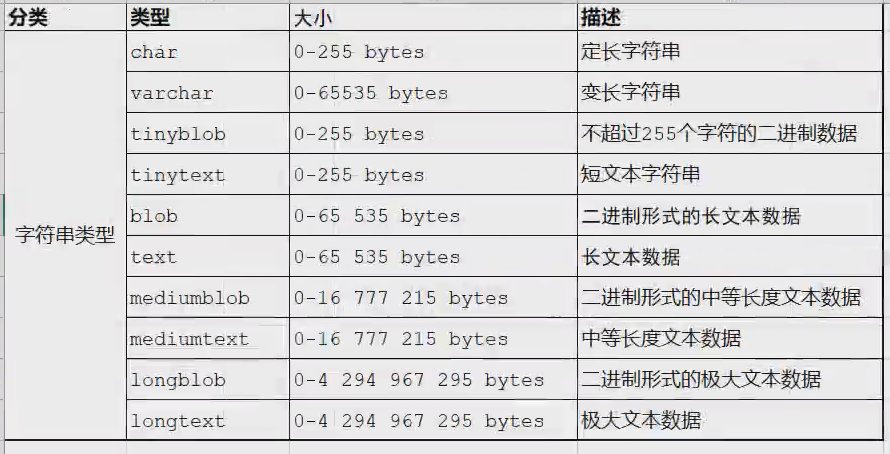 分类 类型 大小 描述
char 0-255 bytes 定长字符串
varchar 0-65535 bytes 变长字符串
tinyblob 0-255 bytes 不超过255个字符的二进制数据
tinytext 0-255 bytes 短文本字符串
blob 0-65 535 bytes 二进制形式的长文本数据
字符串类型
text 0-65 535 bytes 长文本数据
mediumblob 0-16 777 215 bytes 二进制形式的中等长度文本数据
mediumtext 0-16 777 215 bytes 中等长度文本数据
longblob 0-4 294 967 295 bytes 二进制形式的极大文本数据
longtext 0-4 294 967 295 bytes 极大文本数据